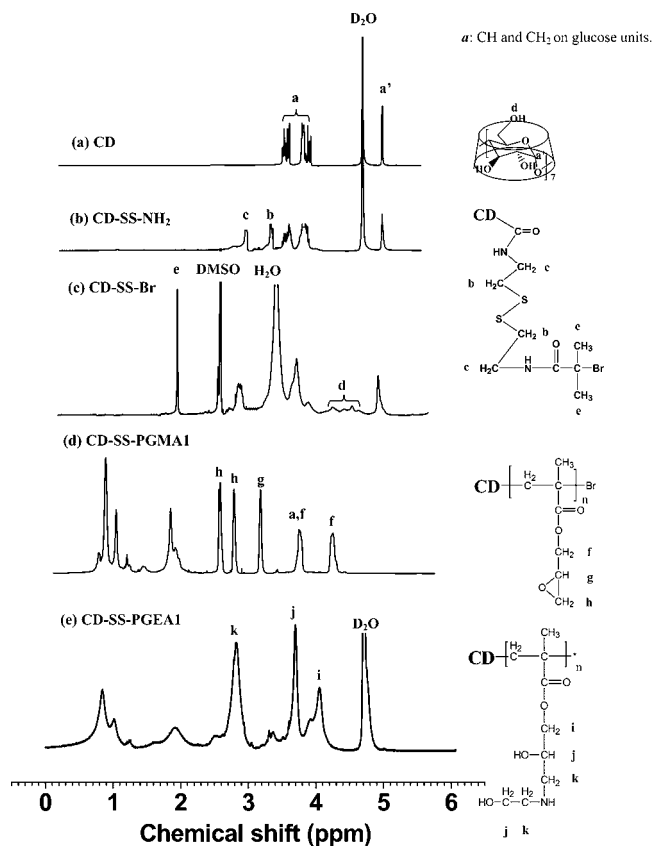 D₂O
a: CH and CH₂ on glucose units.
a
a'
(a) CD
d
OH
O
a
HO
OH
O
7
(b) CD-SS-NH₂
c
b
CD
C=O
NH
CH₂
c
b
H₂C
S
S
CH₂
b
e
CH₃
c
H₂C
H
N
O
C
C
Br
CH₃
e
(c) CD-SS-Br
e
DMSO
H₂O
d
(d) CD-SS-PGMA1
h
h
g
a,f
f
CH₃
CD
H₂
C
C
Br
n
C=O
O
CH₂
f
CH
g
O
CH₂
h
(e) CD-SS-PGEA1
k
j
i
D₂O
CH₃
CD
H₂
C
C
*
n
C=O
O
CH₂
i
HO-CH
j
CH₂
k
H₂
H₂
HO-C-C-NH
j
k
0
1
2
3
4
5
6
Chemical shift (ppm)